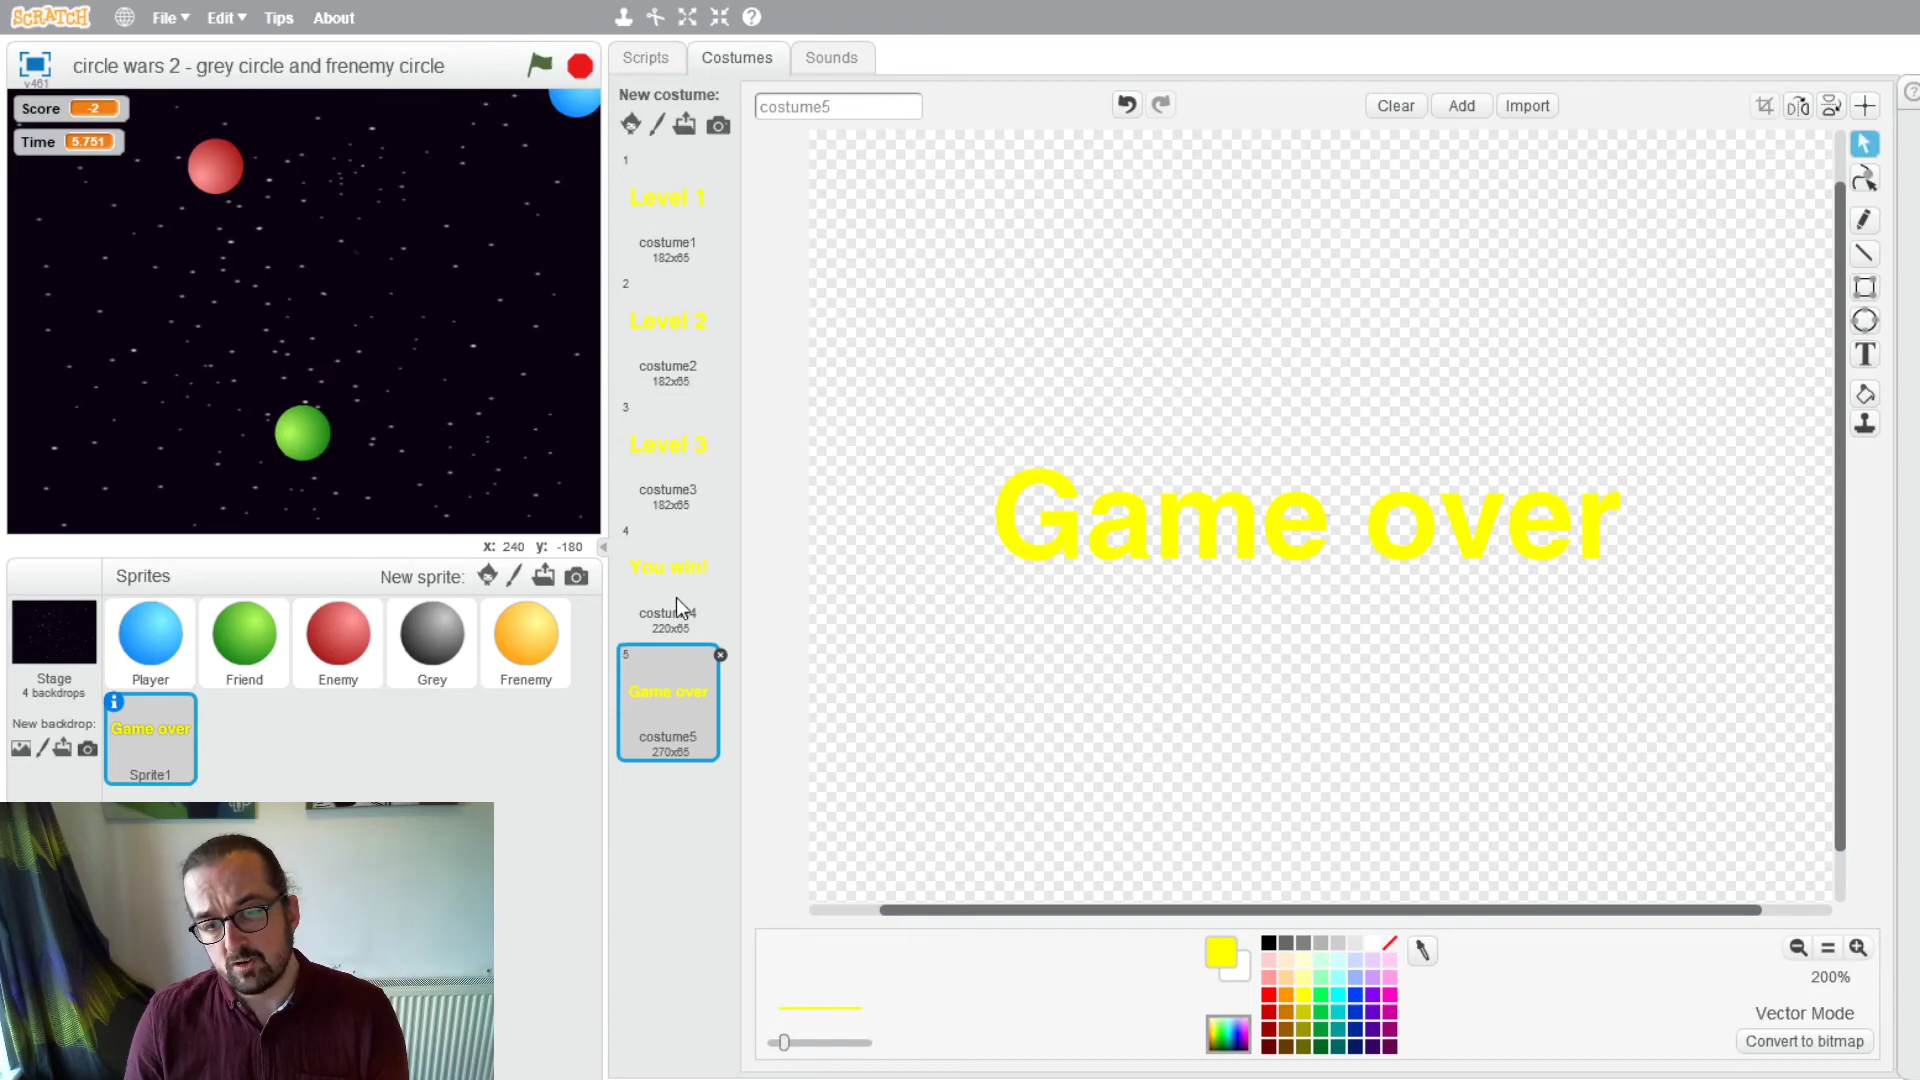 SCRATCH
File
Edit
Tips
About
v461
circle wars 2 - grey circle and frenemy circle
Score -2
Time 5.751
x: 240 y: -180
Sprites
New sprite:
Stage
4 backdrops
New backdrop:
Player
Friend
Enemy
Grey
Frenemy
Game over
Sprite1
Scripts
Costumes
Sounds
New costume:
1
Level 1
costume1
182x65
2
Level 2
costume2
182x65
3
Level 3
costume3
182x65
4
You win!
costume4
220x65
5
Game over
costume5
270x65
costume5
Clear
Add
Import
Game over
T
200%
Vector Mode
Convert to bitmap